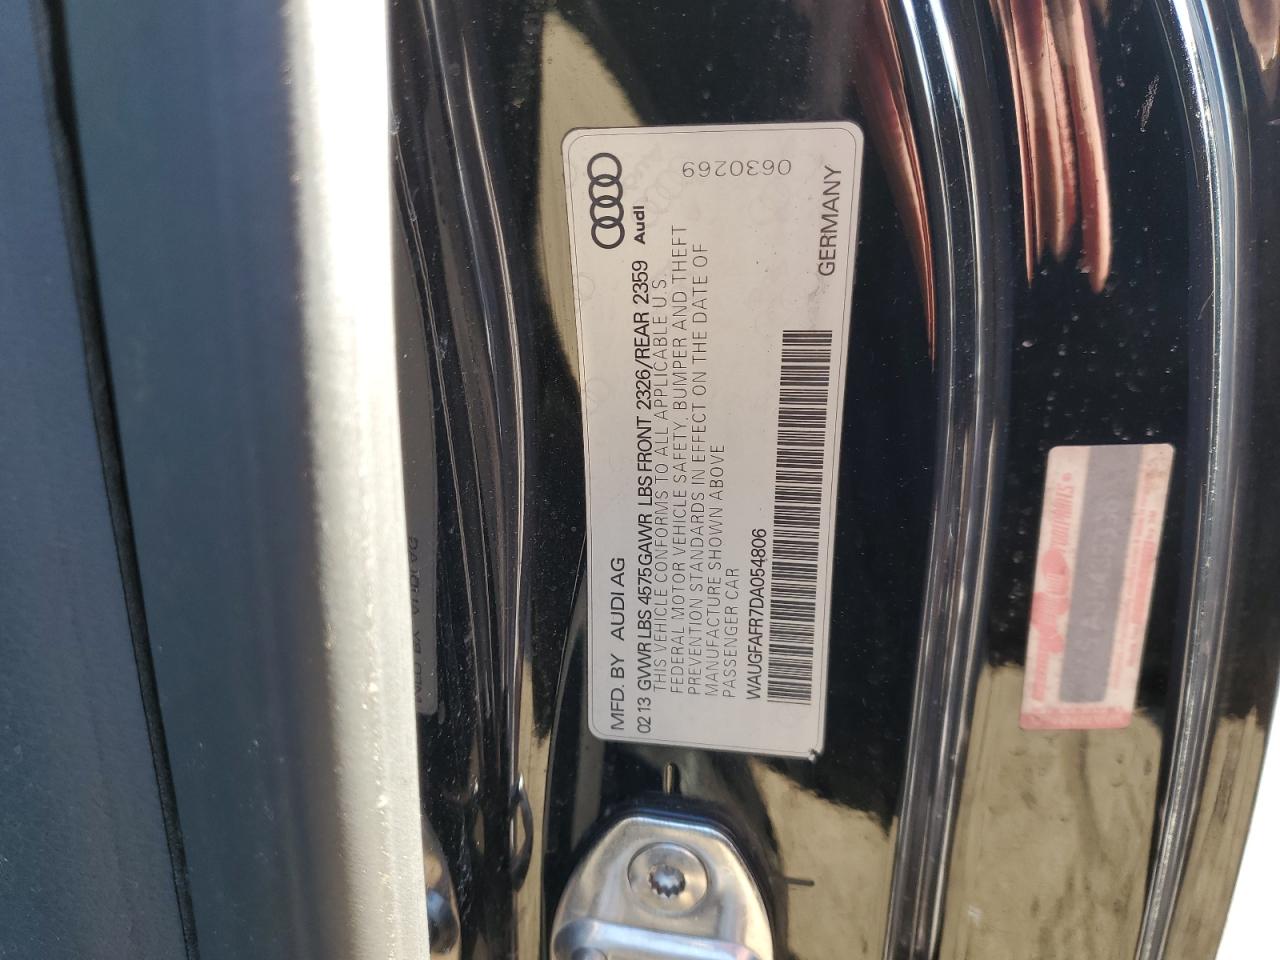 MFD. BY AUDI AG
02 13 GVWR LBS 4575GAWR LBS FRONT 2326/REAR 2359
THIS VEHICLE CONFORMS TO ALL APPLICABLE U.S.
FEDERAL MOTOR VEHICLE SAFETY, BUMPER AND THEFT
PREVENTION STANDARDS IN EFFECT ON THE DATE OF
MANUFACTURE SHOWN ABOVE
PASSENGER CAR
WAUGFAFR7DA054806
Audi
0630269
GERMANY